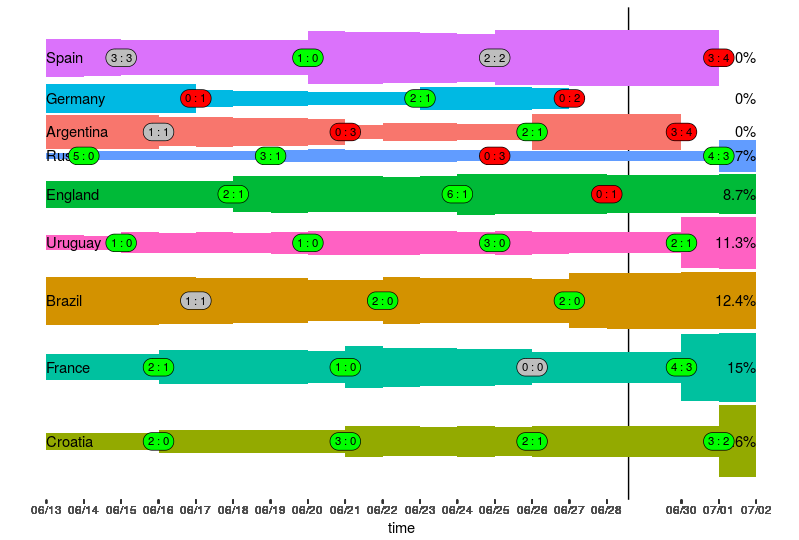 Spain 3 : 3 1 : 0 2 : 2 3 : 4 0%
Germany 0 : 1 2 : 1 0 : 2 0%
Argentina 1 : 1 0 : 3 2 : 1 3 : 4 0%
5 : 0 3 : 1 0 : 3 4 : 3 7%
England 2 : 1 6 : 1 0 : 1 8.7%
Uruguay 1 : 0 1 : 0 3 : 0 2 : 1 11.3%
Brazil 1 : 1 2 : 0 2 : 0 12.4%
France 2 : 1 1 : 0 0 : 0 4 : 3 15%
Croatia 2 : 0 3 : 0 2 : 1 3 : 2 6%
06/13 06/14 06/15 06/16 06/17 06/18 06/19 06/20 06/21 06/22 06/23 06/24 06/25 06/26 06/27 06/28 06/30 07/01 07/02
time